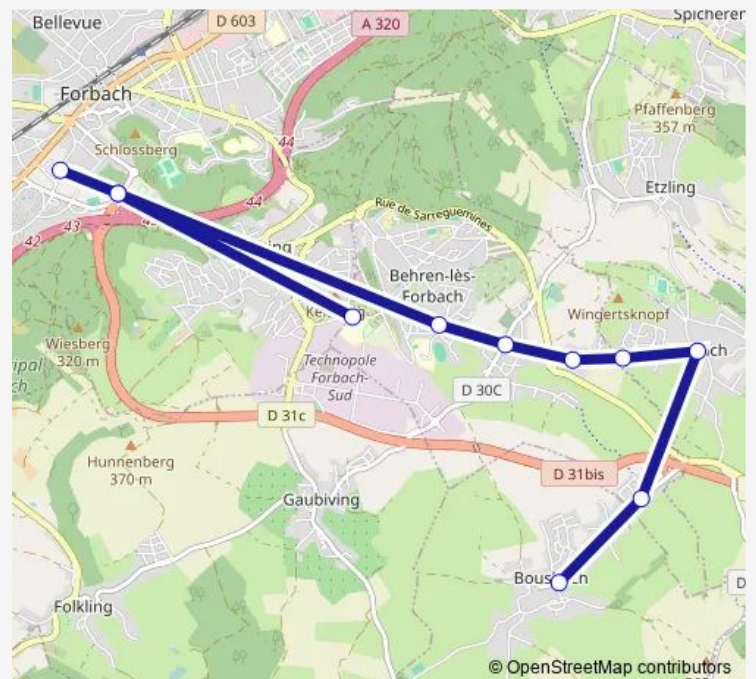 Bellevue
D 603
A 320
Spicheren
Forbach
44
Schlossberg
Pfaffenberg
357 m
Etzling
44
Rue de Sarreguemines
42
43
Behren-lès-
Forbach
Wingertsknopf
Wiesberg
320 m
Technopole
Forbach-
Sud
D 30C
D 31c
Hunnenberg
370 m
D 31bis
Gaubiving
Folkling
© OpenStreetMap contributors